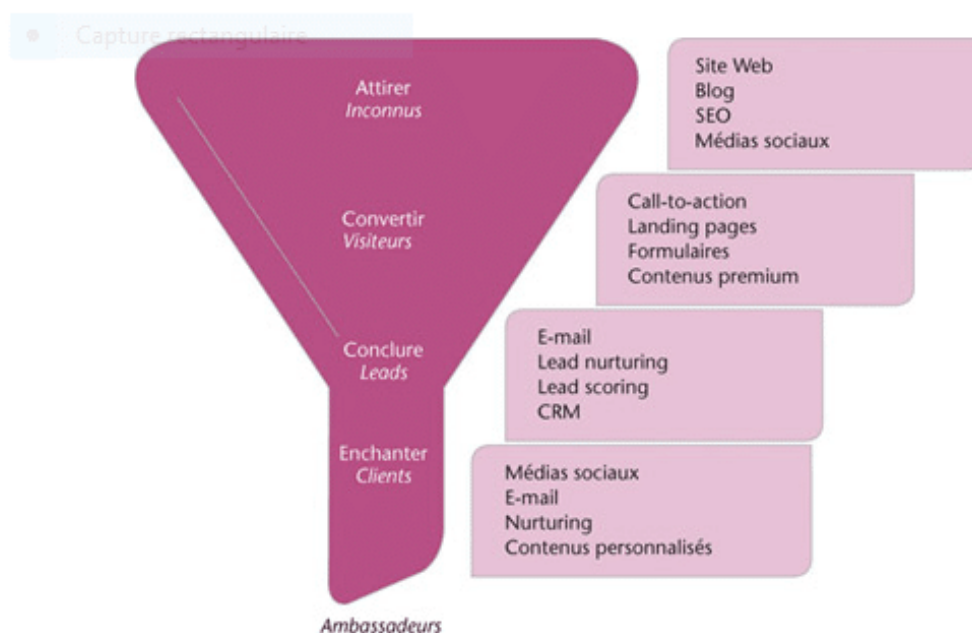 Capture rectangulaire
Attirer
Inconnus
Site Web
Blog
SEO
Médias sociaux
Convertir
Visiteurs
Call-to-action
Landing pages
Formulaires
Contenus premium
Conclure
Leads
E-mail
Lead nurturing
Lead scoring
CRM
Enchanter
Clients
Médias sociaux
E-mail
Nurturing
Contenus personnalisés
Ambassadeurs